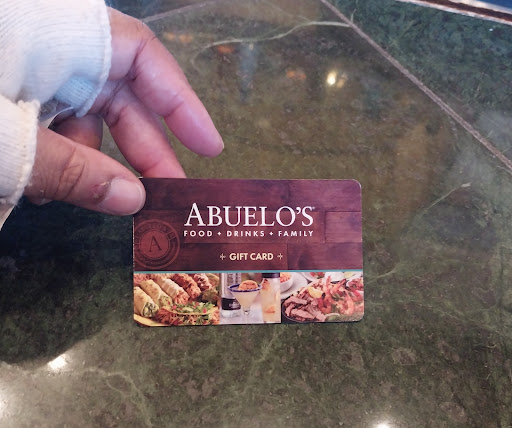 ABUELO'S
FOOD + DRINKS + FAMILY
GIFT CARD
A